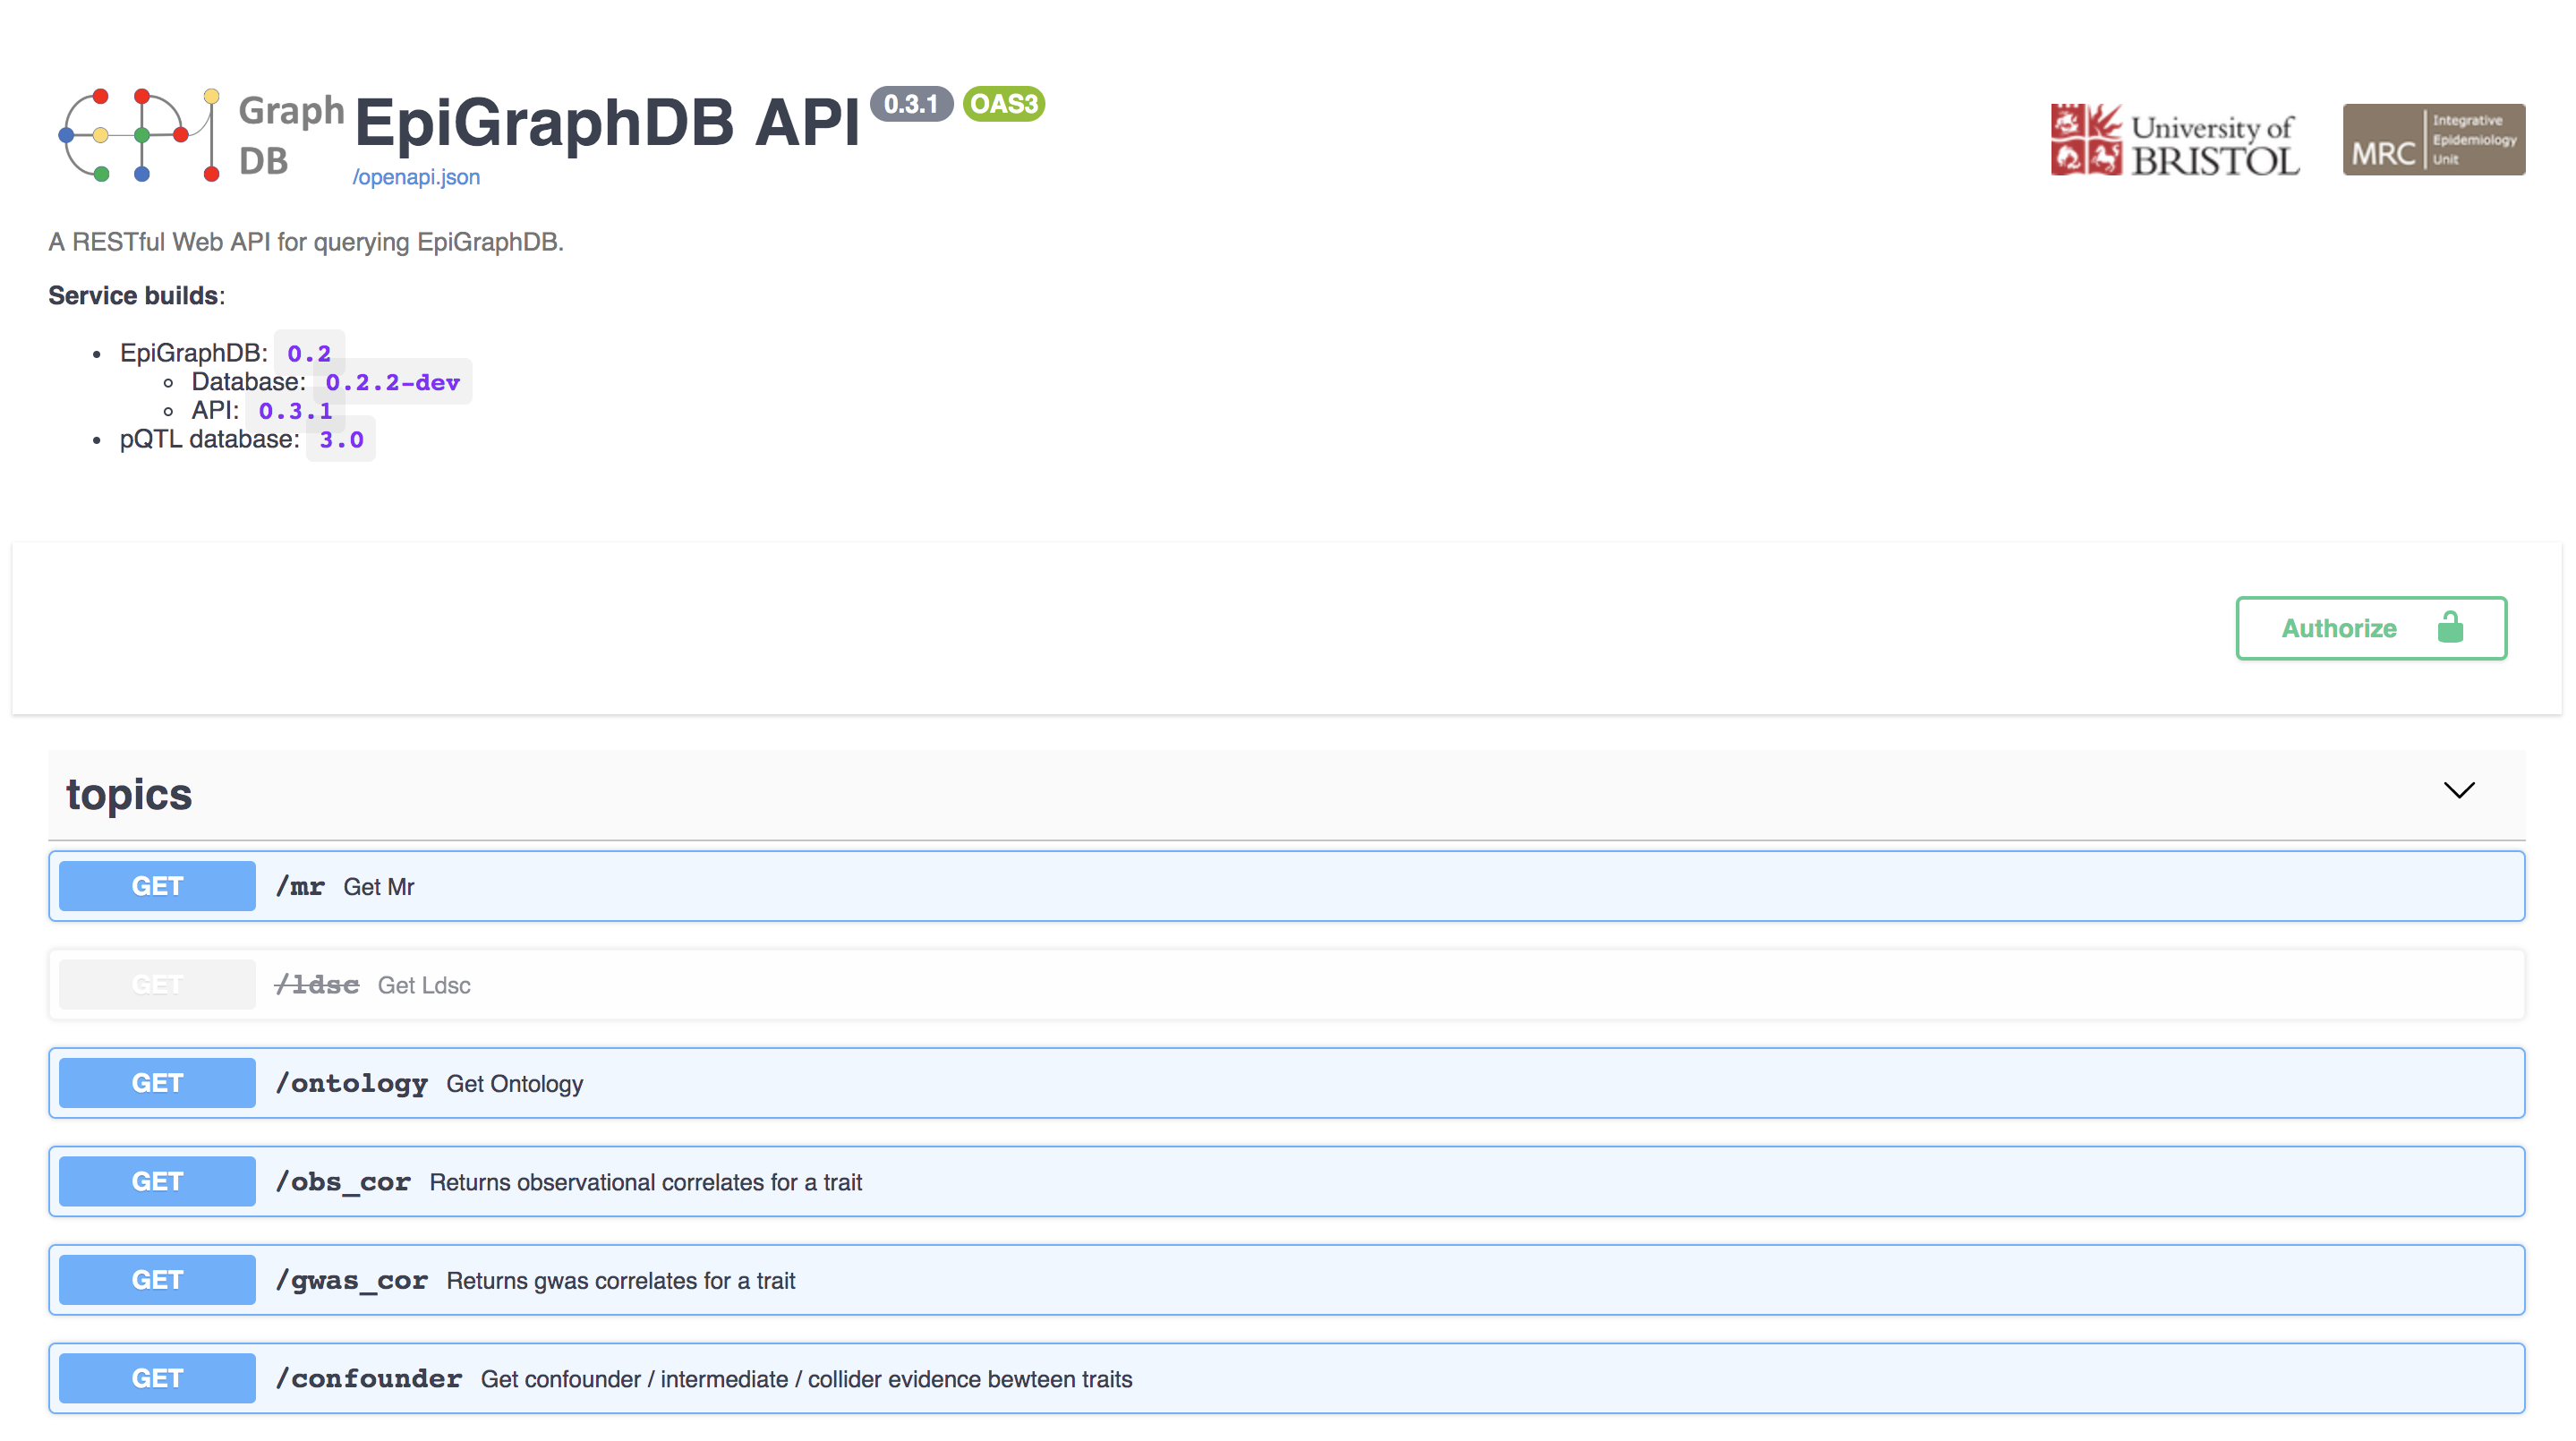 Graph
DB
EpiGraphDB API 0.3.1 OAS3
/openapi.json
University of
BRISTOL
MRC
Integrative
Epidemiology
Unit
A RESTful Web API for querying EpiGraphDB.
Service builds:
EpiGraphDB: 0.2
Database: 0.2.2-dev
API: 0.3.1
pQTL database: 3.0
Authorize
topics
GET /mr Get Mr
GET /ldsc Get Ldsc
GET /ontology Get Ontology
GET /obs_cor Returns observational correlates for a trait
GET /gwas_cor Returns gwas correlates for a trait
GET /confounder Get confounder / intermediate / collider evidence bewteen traits